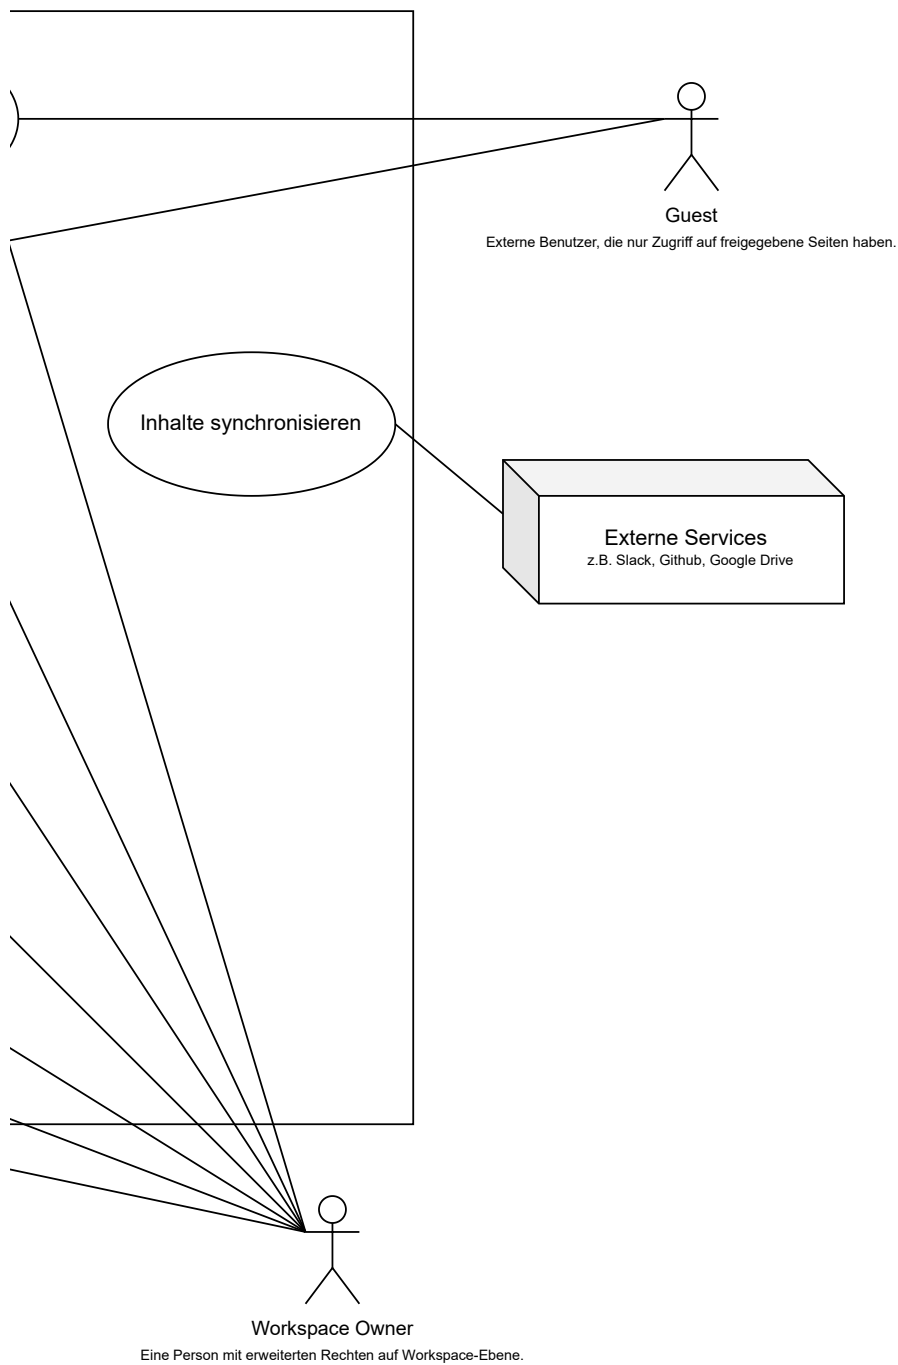 Guest
Externe Benutzer, die nur Zugriff auf freigegebene Seiten haben.
Inhalte synchronisieren
Externe Services
z.B. Slack, Github, Google Drive
Workspace Owner
Eine Person mit erweiterten Rechten auf Workspace-Ebene.